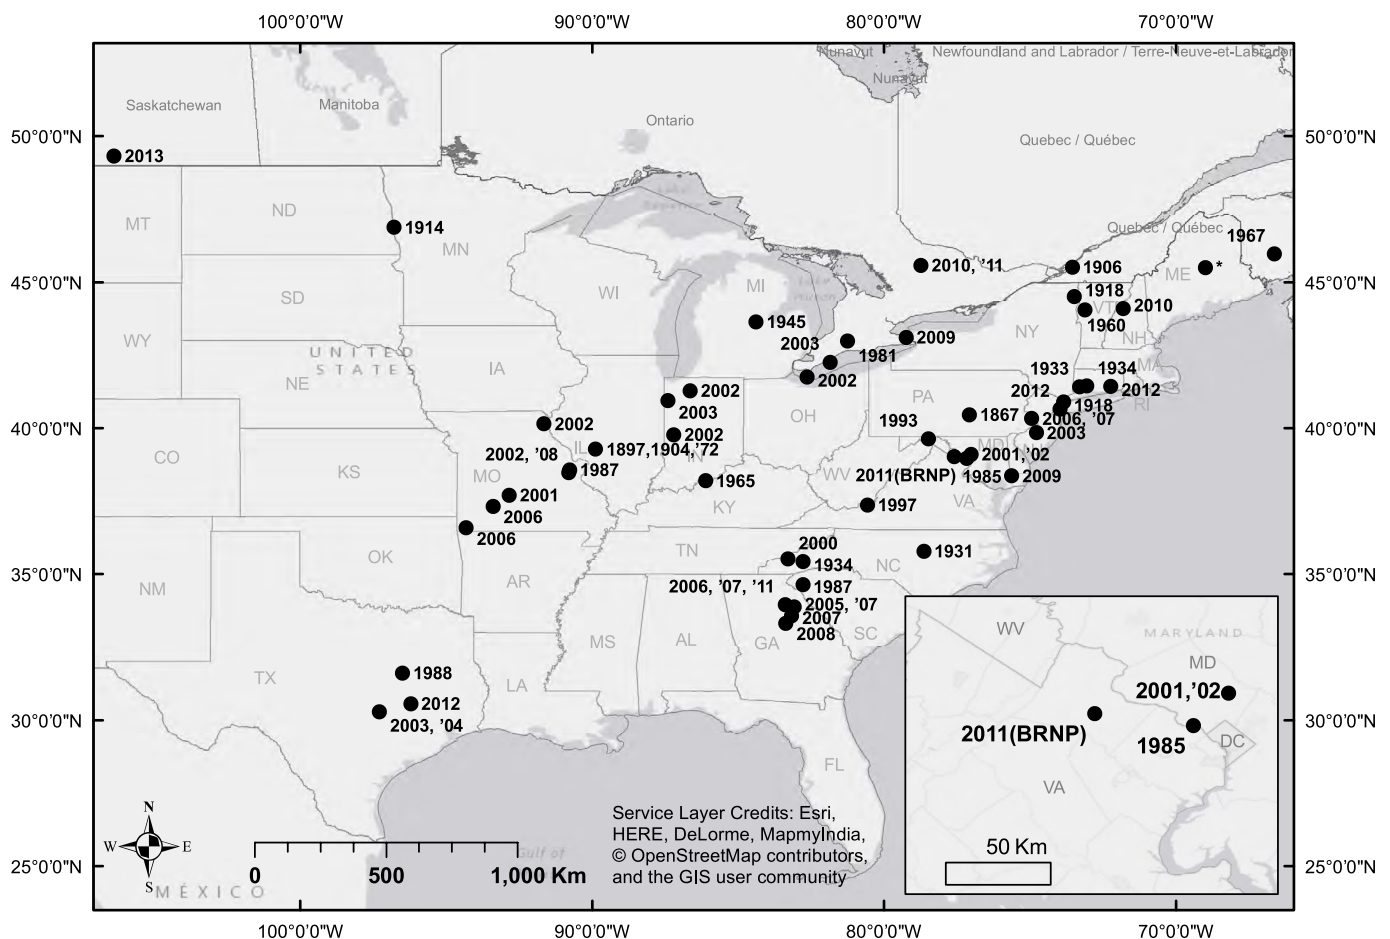 100°0'0"W 90°0'0"W 80°0'0"W 70°0'0"W
Nunavut Newfoundland and Labrador / Terre-Neuve-et-Labrador
Nunavut
Saskatchewan Manitoba
Ontario
50°0'0"N 50°0'0"N
Quebec / Québec
2013
MT ND
1914
MN
Lake
Superior
Quebec / Québec
1967
2010, '11
1906
ME *
45°0'0"N 45°0'0"N
SD WI MI
Lake
Huron
1918
VT 2010
1945
1960
WY
UNITED
STATES
2003
1981
2009
NY NH
IA
MA
1933 1934
NE
2002
2002
2012 2012
RI
PA
2003
OH
1918
1867
2006, '07
1993
2003
40°0'0"N 40°0'0"N
2002
2002
CO
IL 1897,1904,'72
IN
MD NJ
2001,'02
2002, '08
1987
KS MO
WV
2011(BRNP) 1985 2009
1965
2001
KY VA
1997
2006
2006
TN
2000
1931
OK
1934
NC
35°0'0"N 35°0'0"N
NM AR
2006, '07, '11 1987
2005, '07
2007
2008
MS AL GA SC
TX
1988
LA
2012
2003, '04
30°0'0"N 30°0'0"N
FL
WV
MARYLAND
MD
2001,'02
2011(BRNP)
1985
DC
VA
50 Km
N
W E
S
0 500 1,000 Km
Gulf of
MÉXICO
Service Layer Credits: Esri,
HERE, DeLorme, MapmyIndia,
© OpenStreetMap contributors,
and the GIS user community
25°0'0"N 25°0'0"N
100°0'0"W 90°0'0"W 80°0'0"W 70°0'0"W